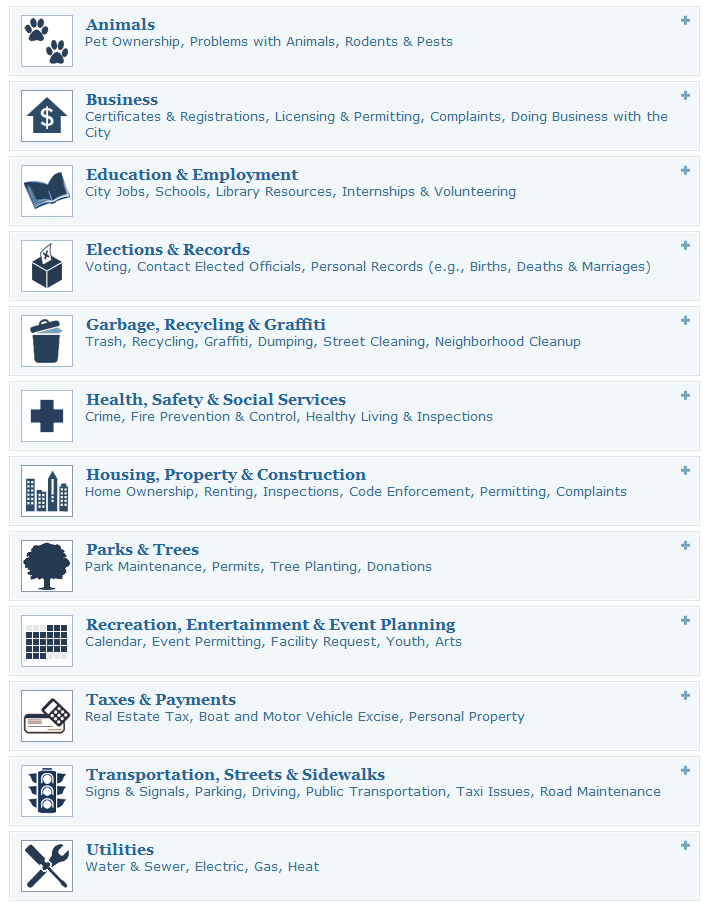 Animals
Pet Ownership, Problems with Animals, Rodents & Pests
$
Business
Certificates & Registrations, Licensing & Permitting, Complaints, Doing Business with the
City
Education & Employment
City Jobs, Schools, Library Resources, Internships & Volunteering
Elections & Records
Voting, Contact Elected Officials, Personal Records (e.g., Births, Deaths & Marriages)
Garbage, Recycling & Graffiti
Trash, Recycling, Graffiti, Dumping, Street Cleaning, Neighborhood Cleanup
Health, Safety & Social Services
Crime, Fire Prevention & Control, Healthy Living & Inspections
Housing, Property & Construction
Home Ownership, Renting, Inspections, Code Enforcement, Permitting, Complaints
Parks & Trees
Park Maintenance, Permits, Tree Planting, Donations
Recreation, Entertainment & Event Planning
Calendar, Event Permitting, Facility Request, Youth, Arts
Taxes & Payments
Real Estate Tax, Boat and Motor Vehicle Excise, Personal Property
Transportation, Streets & Sidewalks
Signs & Signals, Parking, Driving, Public Transportation, Taxi Issues, Road Maintenance
Utilities
Water & Sewer, Electric, Gas, Heat